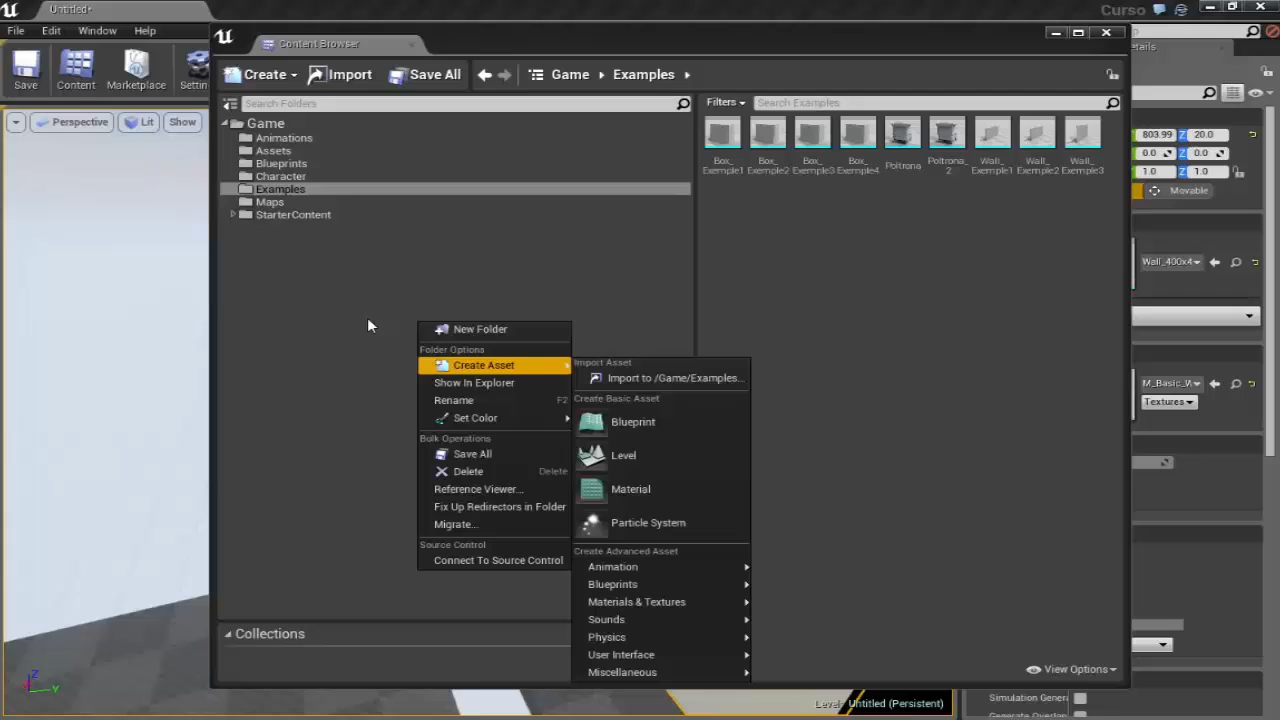 Untitled*
Curso
File Edit Window Help
Content Browser
Save Content Marketplace
Create Import Save All Game Examples
Search Folders
Filters Search Examples
Perspective Lit Show
Game
Animations
Assets
Blueprints
Character
Examples
Maps
StarterContent
Box_Exemple1
Box_Exemple2
Box_Exemple3
Box_Exemple4
Poltrona
Poltrona_2
Wall_Exemple1
Wall_Exemple2
Wall_Exemple3
803.99 Z 20.0
0.0 Z 0.0
1.0 Z 1.0
Movable
Wall_400x4
M_Basic_W
Textures
New Folder
Folder Options
Create Asset
Show In Explorer
Rename F2
Set Color
Bulk Operations
Save All
Delete Delete
Reference Viewer...
Fix Up Redirectors in Folder
Migrate...
Source Control
Connect To Source Control
Import Asset
Import to /Game/Examples...
Create Basic Asset
Blueprint
Level
Material
Particle System
Create Advanced Asset
Animation
Blueprints
Materials & Textures
Sounds
Physics
User Interface
Miscellaneous
Collections
View Options
Z
Y
Untitled (Persistent)
Simulation Genera